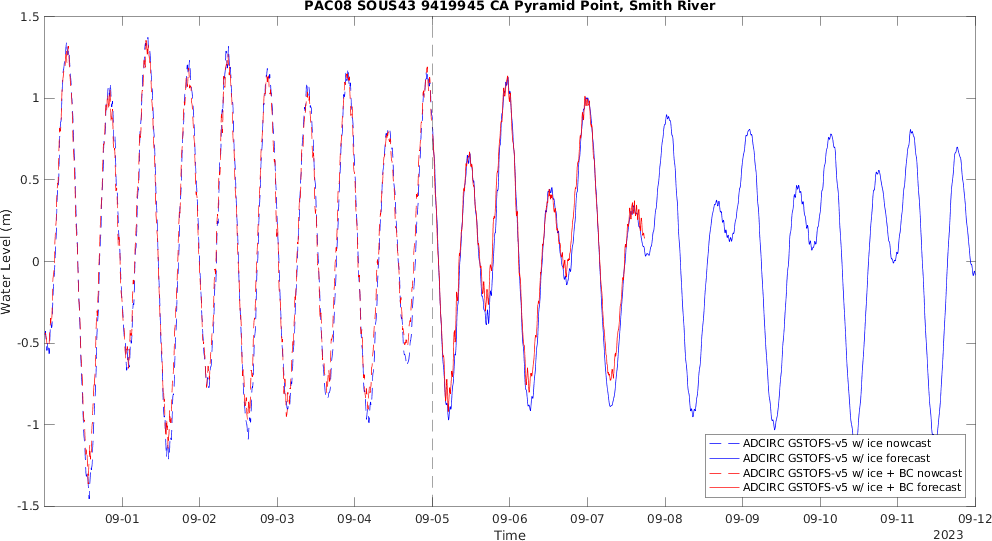 PAC08 SOUS43 9419945 CA Pyramid Point, Smith River
1.5
1
0.5
0
-0.5
-1
-1.5
Water Level (m)
ADCIRC GSTOFS-v5 w/ ice nowcast
ADCIRC GSTOFS-v5 w/ ice forecast
ADCIRC GSTOFS-v5 w/ ice + BC nowcast
ADCIRC GSTOFS-v5 w/ ice + BC forecast
09-01 09-02 09-03 09-04 09-05 09-06 09-07 09-08 09-09 09-10 09-11 09-12
Time
2023